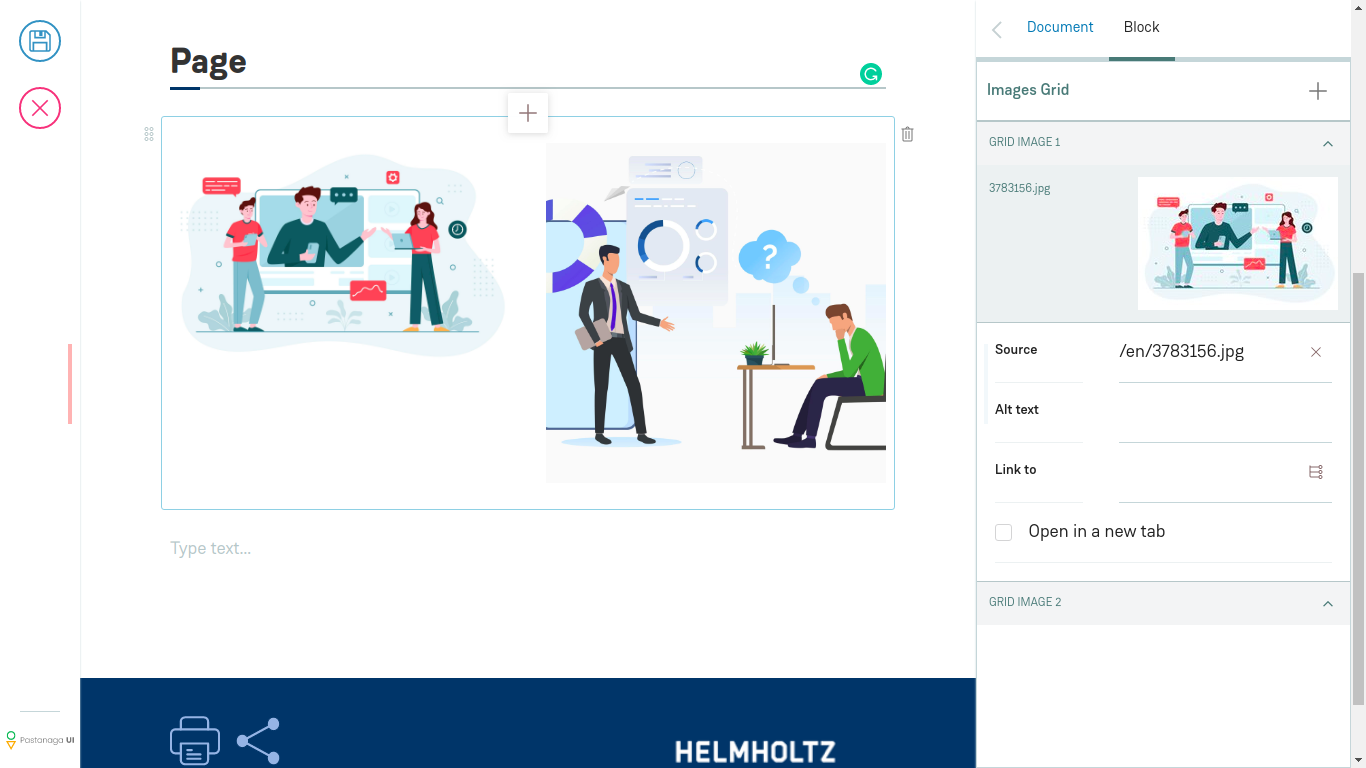 Page
?
Type text...
HELMHOLTZ
Pastanaga UI
Document
Block
Images Grid
GRID IMAGE 1
3783156.jpg
Source
/en/3783156.jpg
Alt text
Link to
Open in a new tab
GRID IMAGE 2